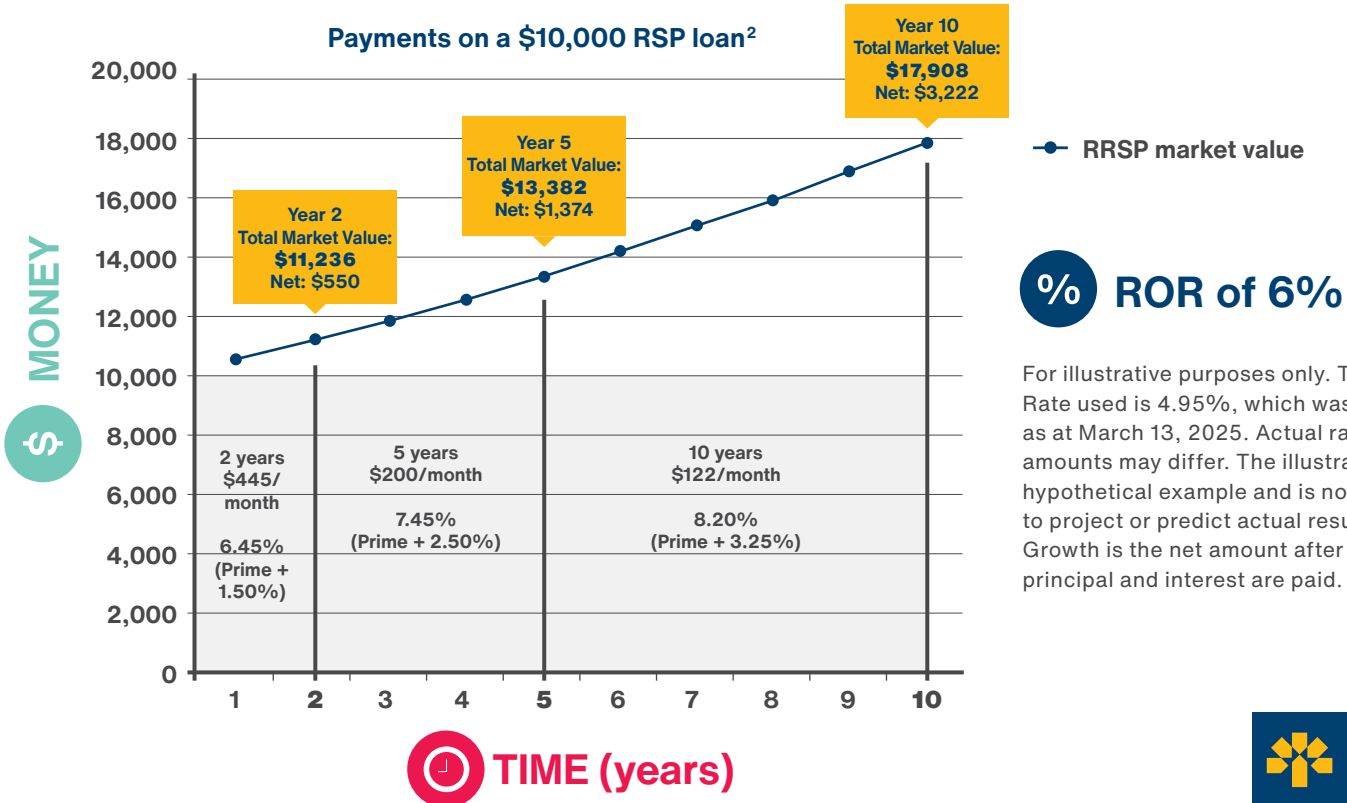 Payments on a $10,000 RSP loan2
Year 10
Total Market Value:
$17,908
Net: $3,222
Year 5
Total Market Value:
$13,382
Net: $1,374
Year 2
Total Market Value:
$11,236
Net: $550
20,000
18,000
16,000
14,000
12,000
10,000
8,000
6,000
4,000
2,000
0
$ MONEY
2 years
$445/
month
6.45%
(Prime +
1.50%)
5 years
$200/month
7.45%
(Prime + 2.50%)
10 years
$122/month
8.20%
(Prime + 3.25%)
1 2 3 4 5 6 7 8 9 10
TIME (years)
RRSP market value
% ROR of 6%
For illustrative purposes only. T
Rate used is 4.95%, which was
as at March 13, 2025. Actual ra
amounts may differ. The illustra
hypothetical example and is no
to project or predict actual resu
Growth is the net amount after
principal and interest are paid.